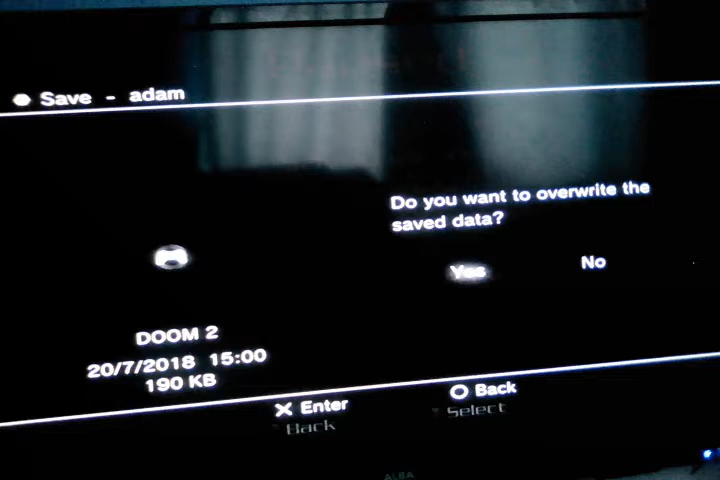 Save - adam
Do you want to overwrite the
saved data?
Yes
No
DOOM 2
20/7/2018 15:00
190 KB
Enter
Back
Back
Select
ALBA